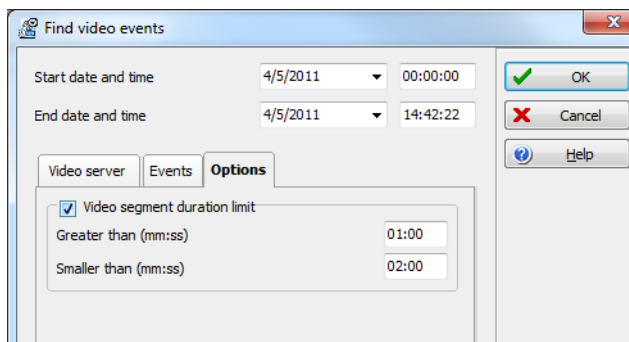 Find video events
Start date and time 4/5/2011 00:00:00
OK
End date and time 4/5/2011 14:42:22
Cancel
Help
Video server Events Options
Video segment duration limit
Greater than (mm:ss) 01:00
Smaller than (mm:ss) 02:00